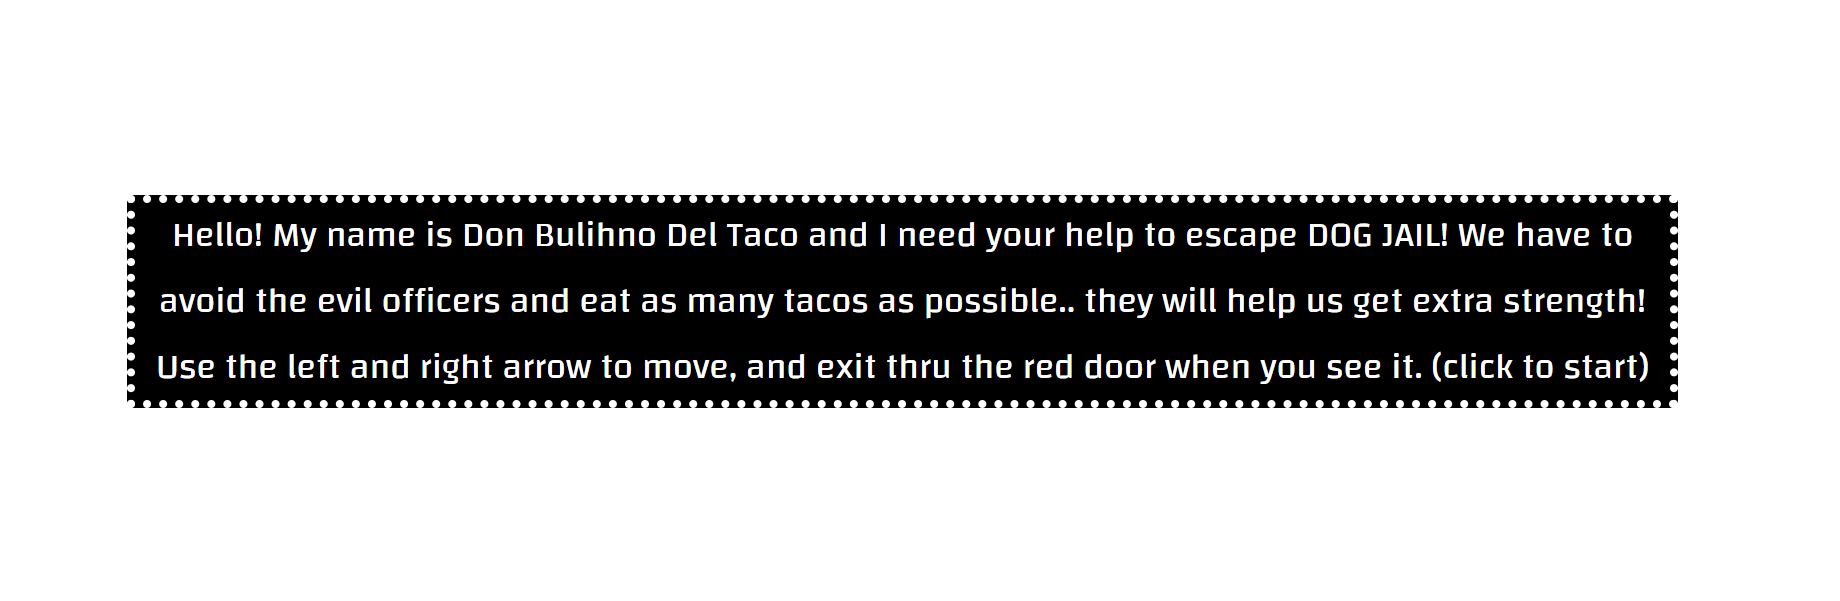 Hello! My name is Don Bulihno Del Taco and I need your help to escape DOG JAIL! We have to
avoid the evil officers and eat as many tacos as possible.. they will help us get extra strength!
Use the left and right arrow to move, and exit thru the red door when you see it. (click to start)